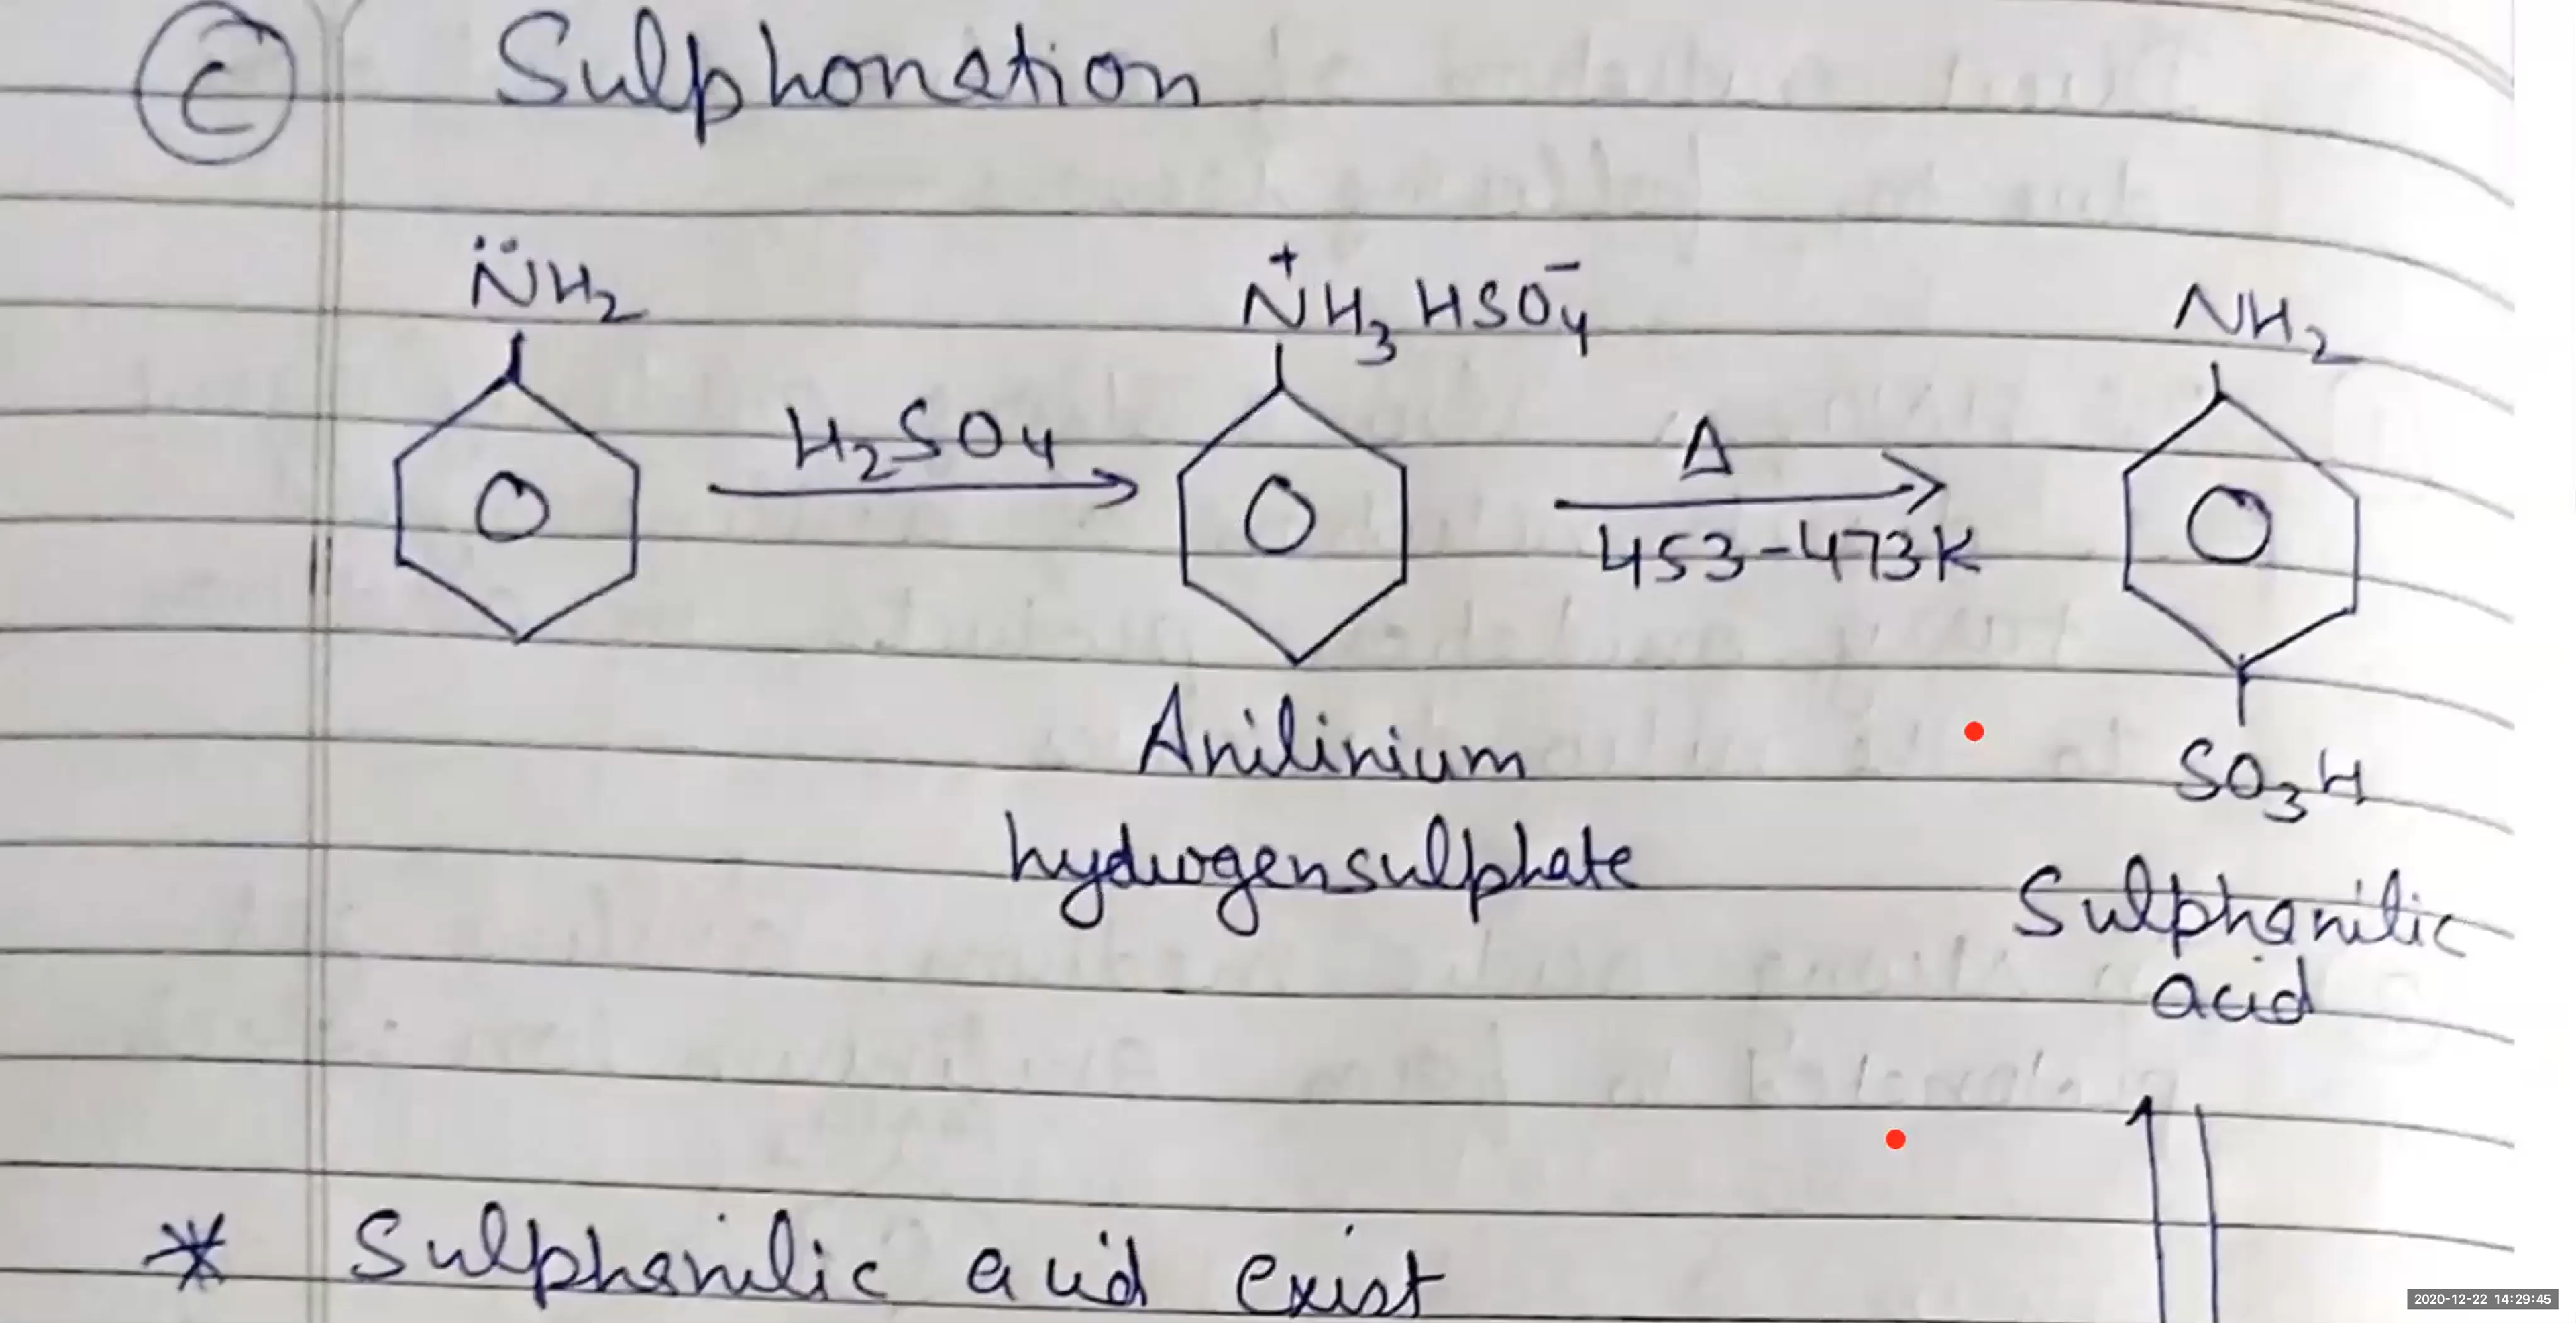 C Sulphonation
N̈H₂ N⁺H₃ HSO₄⁻ NH₂
H₂SO₄ Δ
453-473K
Anilinium
SO₃H
hydrogensulphate
Sulphanilic
acid
* Sulphanilic acid exist
2020-12-22 14:29:45